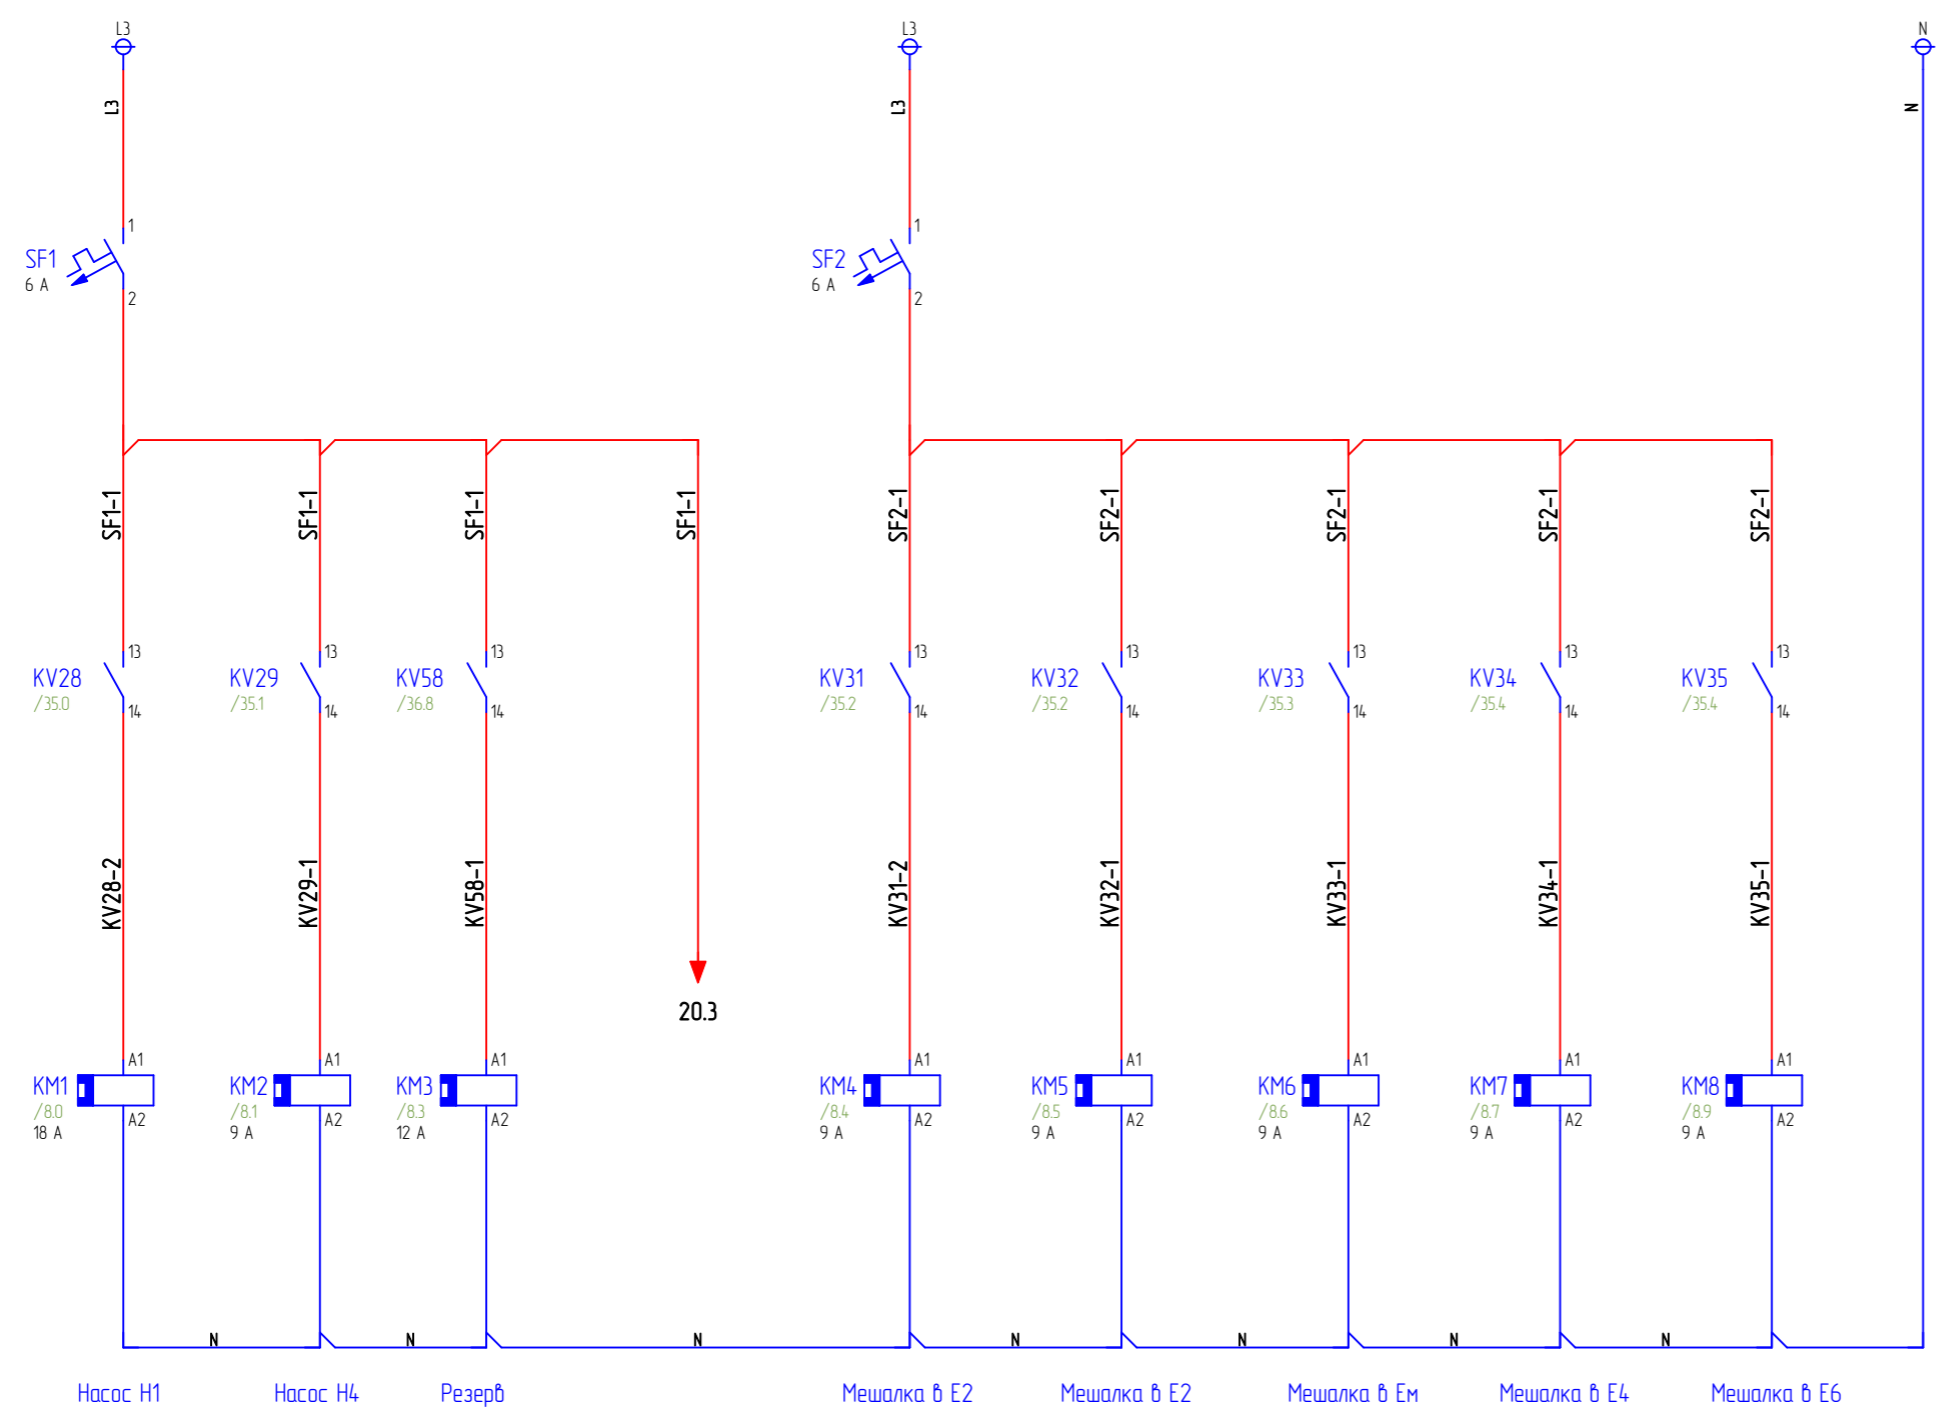 L3 L3 N
L3 L3 N
1 1
SF1 SF2
6 A 6 A
2 2
SF1-1 SF1-1 SF1-1 SF1-1 SF2-1 SF2-1 SF2-1 SF2-1 SF2-1
13 13 13 13 13 13 13 13
KV28 KV29 KV58 KV31 KV32 KV33 KV34 KV35
/35.0 /35.1 /36.8 /35.2 /35.2 /35.3 /35.4 /35.4
14 14 14 14 14 14 14 14
KV28-2 KV29-1 KV58-1 KV31-2 KV32-1 KV33-1 KV34-1 KV35-1
20.3
A1 A1 A1 A1 A1 A1 A1 A1
KM1 KM2 KM3 KM4 KM5 KM6 KM7 KM8
/8.0 /8.1 /8.3 /8.4 /8.5 /8.6 /8.7 /8.9
A2 A2 A2 A2 A2 A2 A2 A2
18 A 9 A 12 A 9 A 9 A 9 A 9 A 9 A
N N N N N N N
Насос Н1 Насос Н4 Резерв Мешалка в Е2 Мешалка в Е2 Мешалка в Ем Мешалка в Е4 Мешалка в Е6